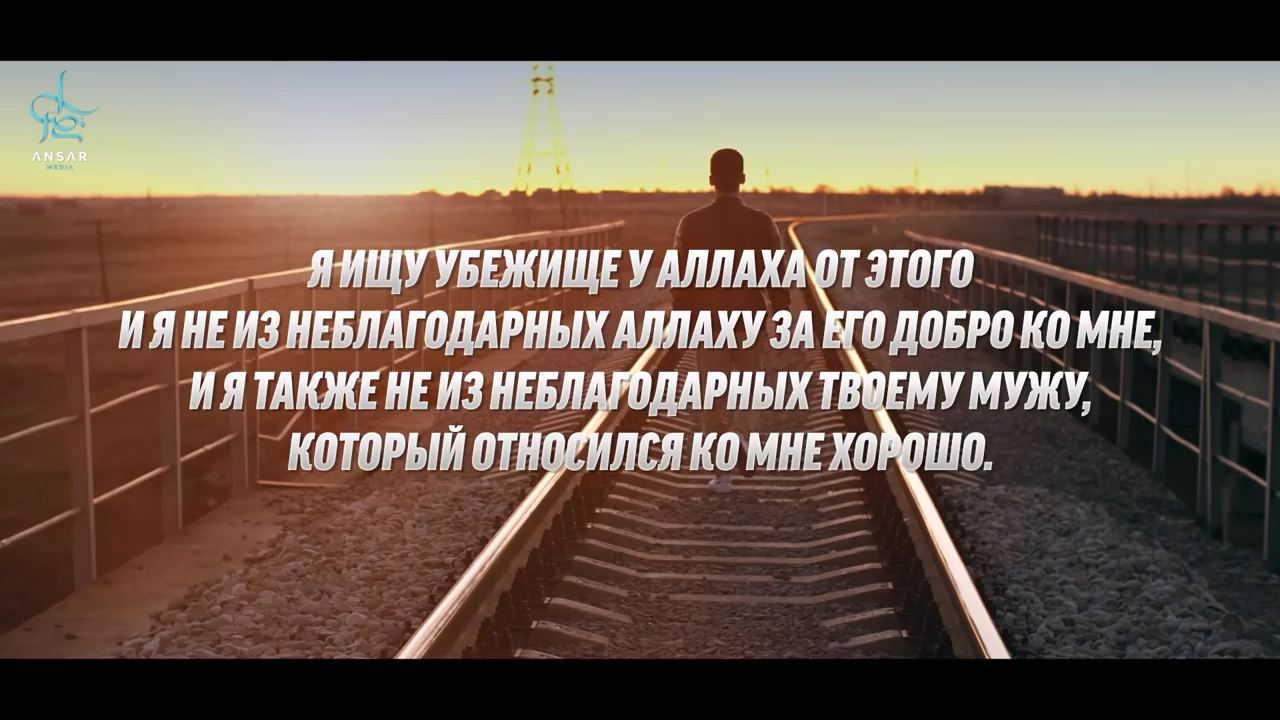 ANSAR
MEDIA
Я ИЩУ УБЕЖИЩЕ У АЛЛАХА ОТ ЭТОГО
И Я НЕ ИЗ НЕБЛАГОДАРНЫХ АЛЛАХУ ЗА ЕГО ДОБРО КО МНЕ,
И Я ТАКЖЕ НЕ ИЗ НЕБЛАГОДАРНЫХ ТВОЕМУ МУЖУ,
КОТОРЫЙ ОТНОСИЛСЯ КО МНЕ ХОРОШО.